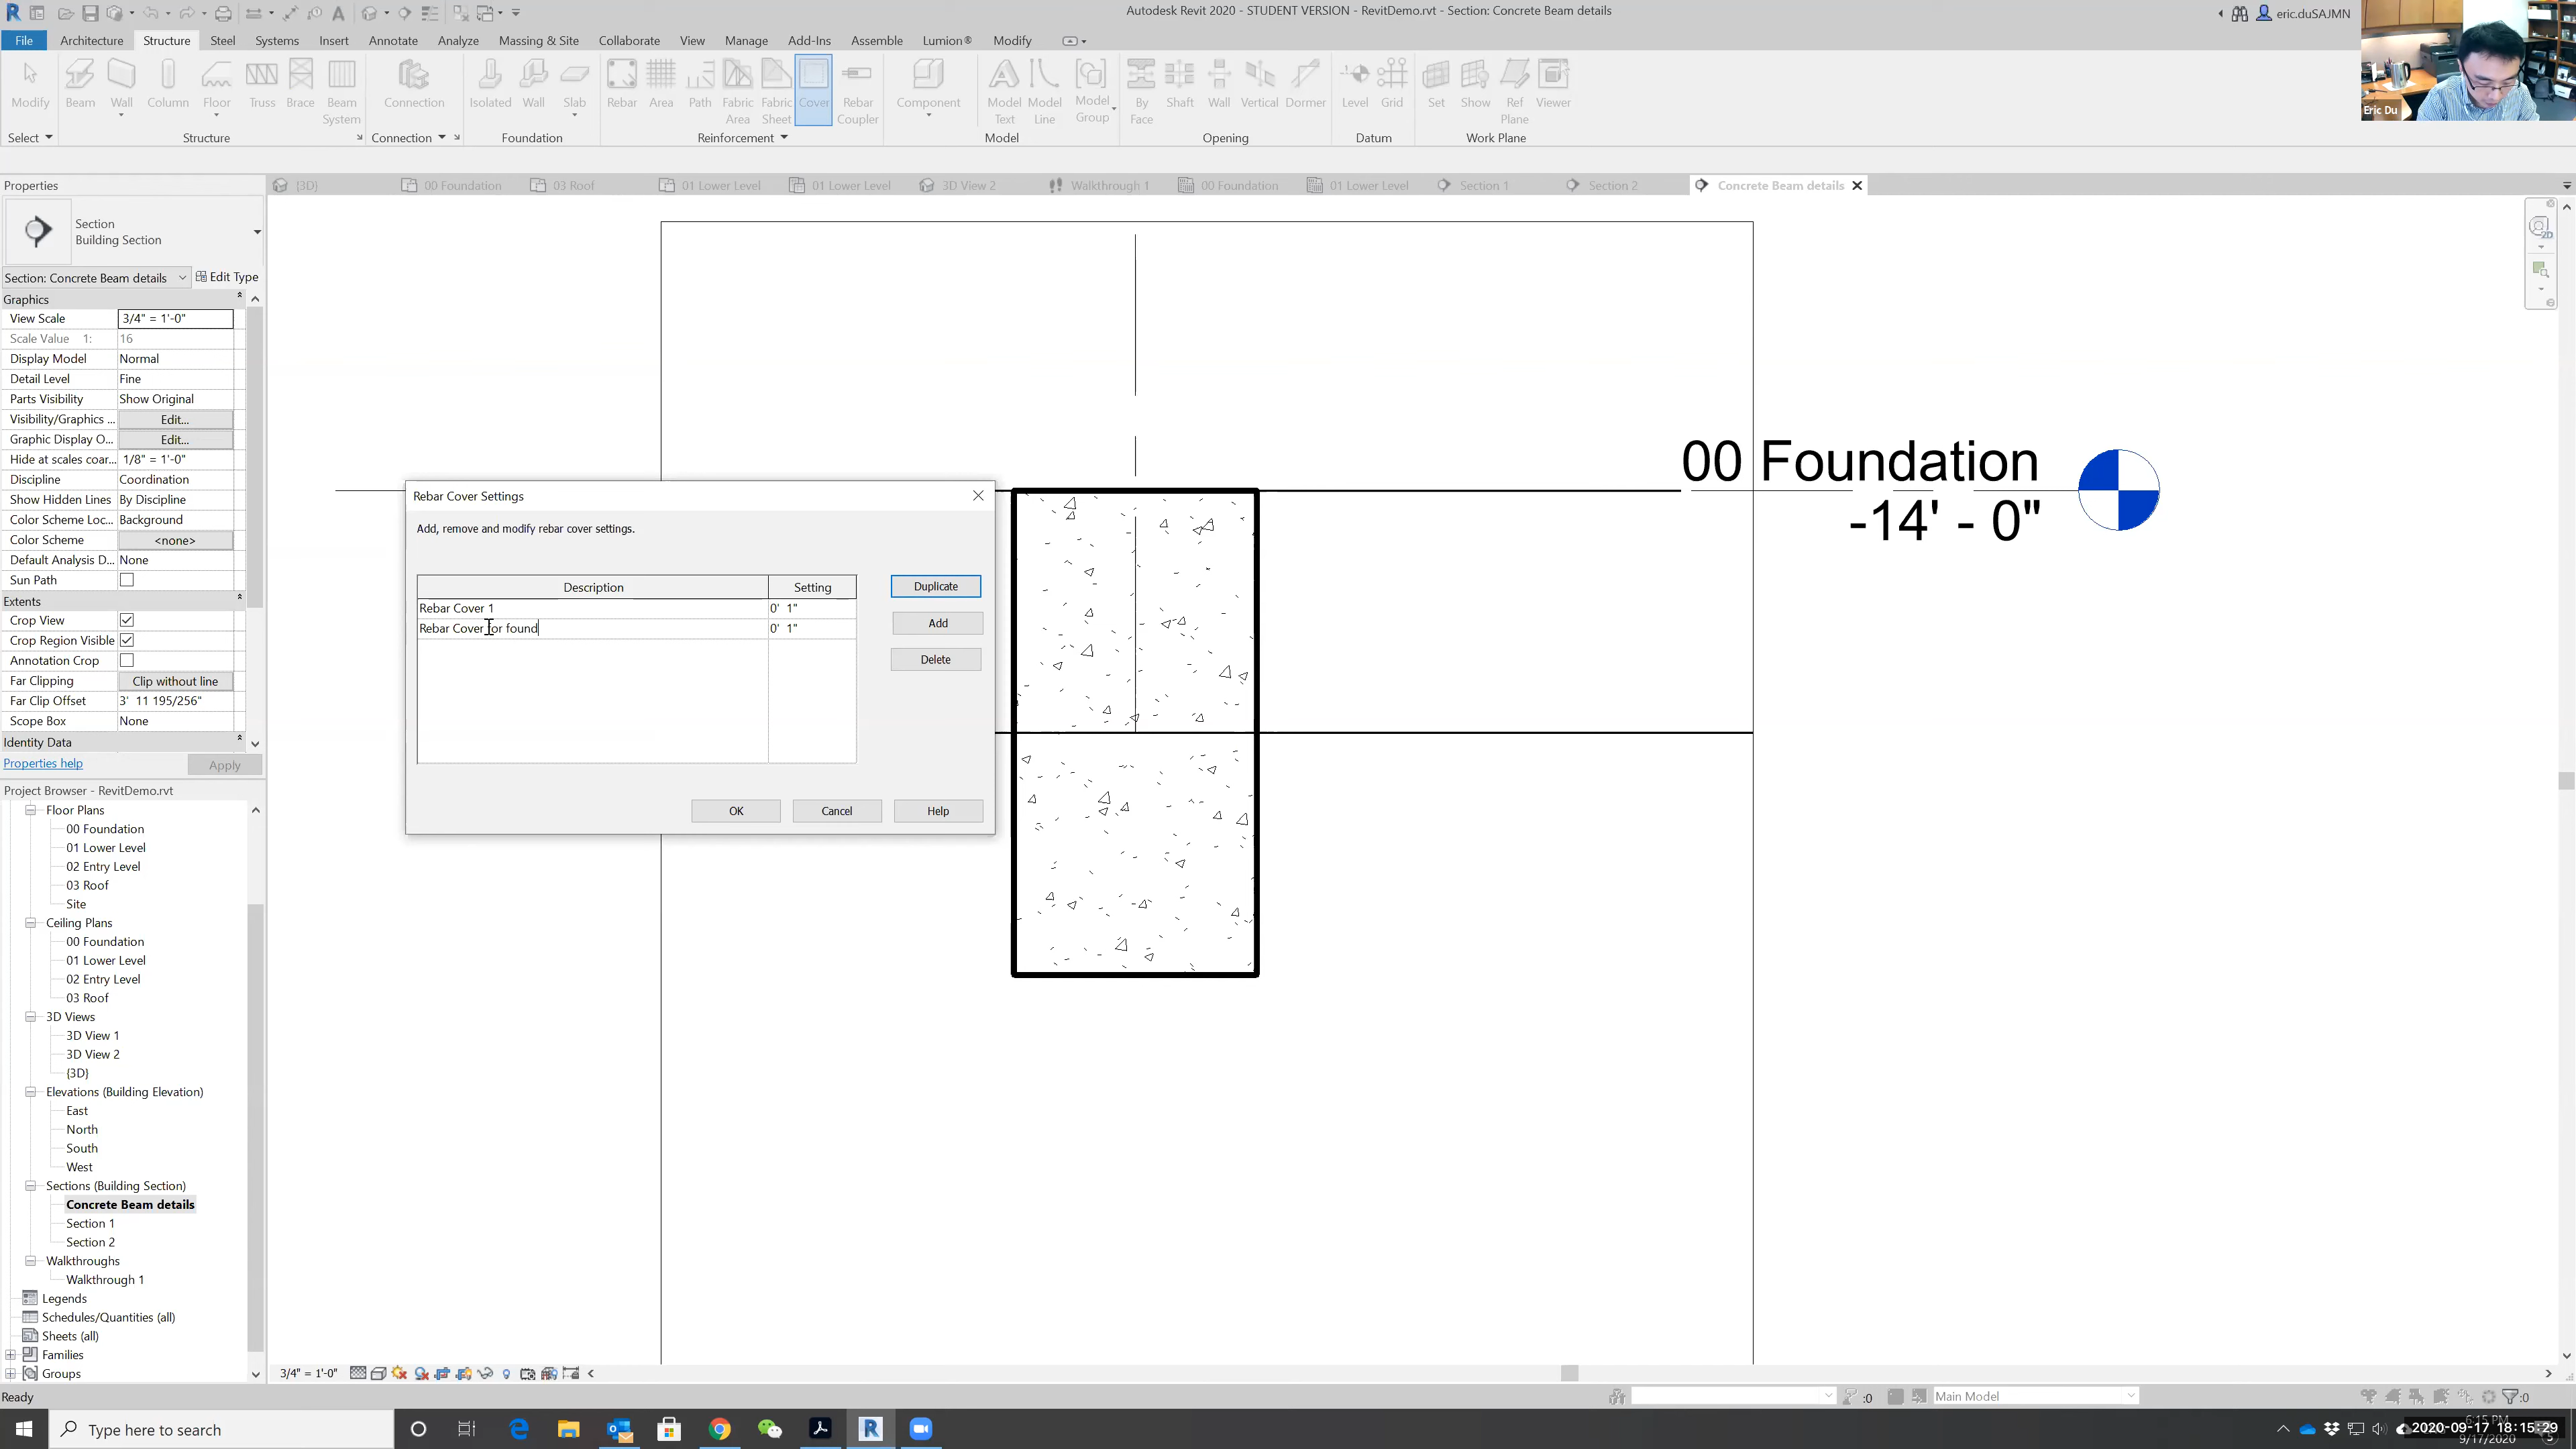 Autodesk Revit 2020 - STUDENT VERSION - RevitDemo.rvt - Section: Concrete Beam details
eric.duSAJMN
File Architecture Structure Steel Systems Insert Annotate Analyze Massing & Site Collaborate View Manage Add-Ins Assemble Lumion® Modify
Modify Beam Wall Column Floor Truss Brace Beam System Connection Isolated Wall Slab Rebar Area Path Fabric Area Fabric Sheet Cover Rebar Coupler Component Model Text Model Line Model Group By Face Shaft Wall Vertical Dormer Level Grid Set Show Ref Plane Viewer
Eric Du
Select Structure Connection Foundation Reinforcement Model Opening Datum Work Plane
Properties
{3D} 00 Foundation 03 Roof 01 Lower Level 01 Lower Level 3D View 2 Walkthrough 1 00 Foundation 01 Lower Level Section 1 Section 2 Concrete Beam details
Section
Building Section
Section: Concrete Beam details Edit Type
Graphics
View Scale 3/4" = 1'-0"
Scale Value 1: 16
Display Model Normal
Detail Level Fine
Parts Visibility Show Original
Visibility/Graphics ... Edit...
Graphic Display O... Edit...
Hide at scales coar... 1/8" = 1'-0"
Discipline Coordination
Show Hidden Lines By Discipline
Color Scheme Loc... Background
Color Scheme <none>
Default Analysis D... None
Sun Path
Extents
Crop View
Crop Region Visible
Annotation Crop
Far Clipping Clip without line
Far Clip Offset 3' 11 195/256"
Scope Box None
Identity Data
Properties help Apply
Rebar Cover Settings
Add, remove and modify rebar cover settings.
Description Setting
Rebar Cover 1 0' 1"
Rebar Cover for found 0' 1"
Duplicate
Add
Delete
OK Cancel Help
00 Foundation
-14' - 0"
Project Browser - RevitDemo.rvt
Floor Plans
00 Foundation
01 Lower Level
02 Entry Level
03 Roof
Site
Ceiling Plans
00 Foundation
01 Lower Level
02 Entry Level
03 Roof
3D Views
3D View 1
3D View 2
{3D}
Elevations (Building Elevation)
East
North
South
West
Sections (Building Section)
Concrete Beam details
Section 1
Section 2
Walkthroughs
Walkthrough 1
Legends
Schedules/Quantities (all)
Sheets (all)
Families
Groups
3/4" = 1'-0"
Ready
:0 Main Model :0
Type here to search
6:15 PM
2020-09-17 18:15:29
9/17/2020